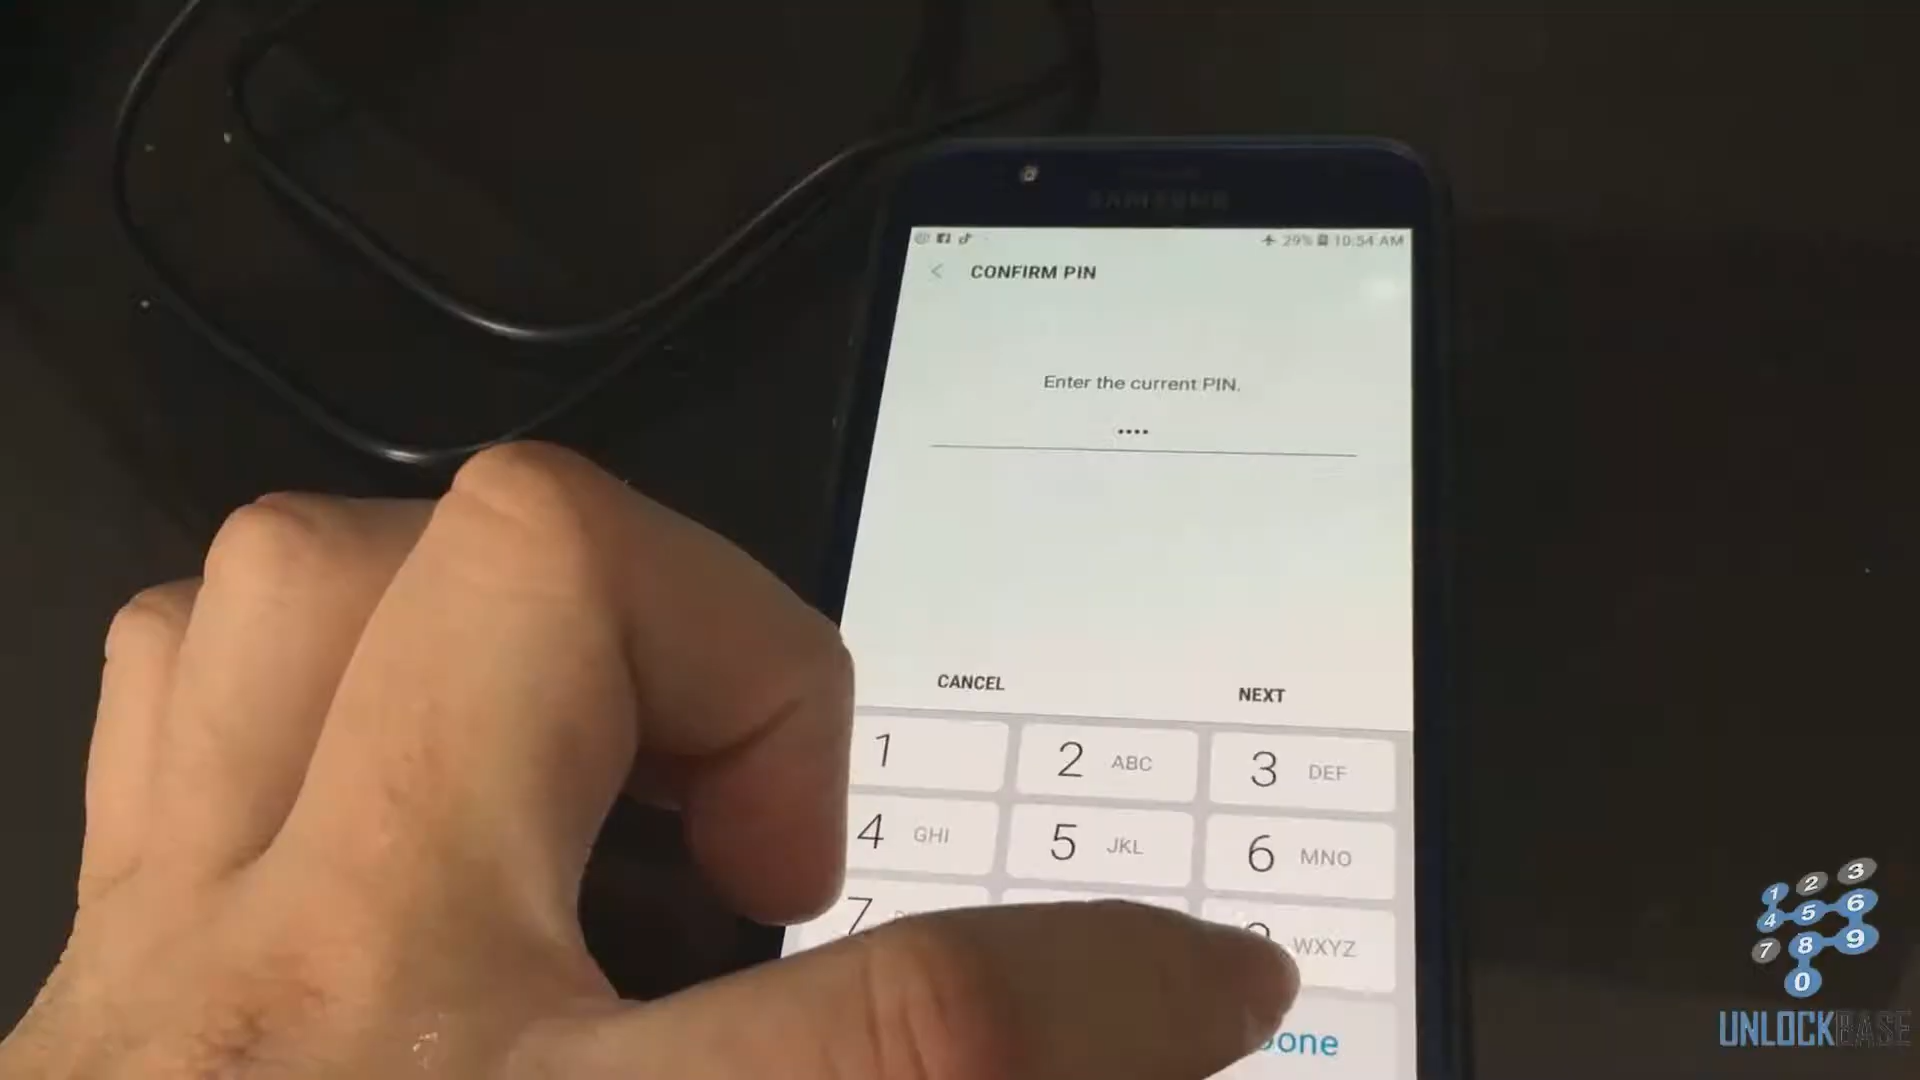 SAMSUNG
29% 10:54 AM
CONFIRM PIN
Enter the current PIN.
••••
CANCEL NEXT
1 2 ABC 3 DEF
4 GHI 5 JKL 6 MNO
7 WXYZ
one
1 2 3
4 5 6
7 8 9
0
UNLOCKBASE